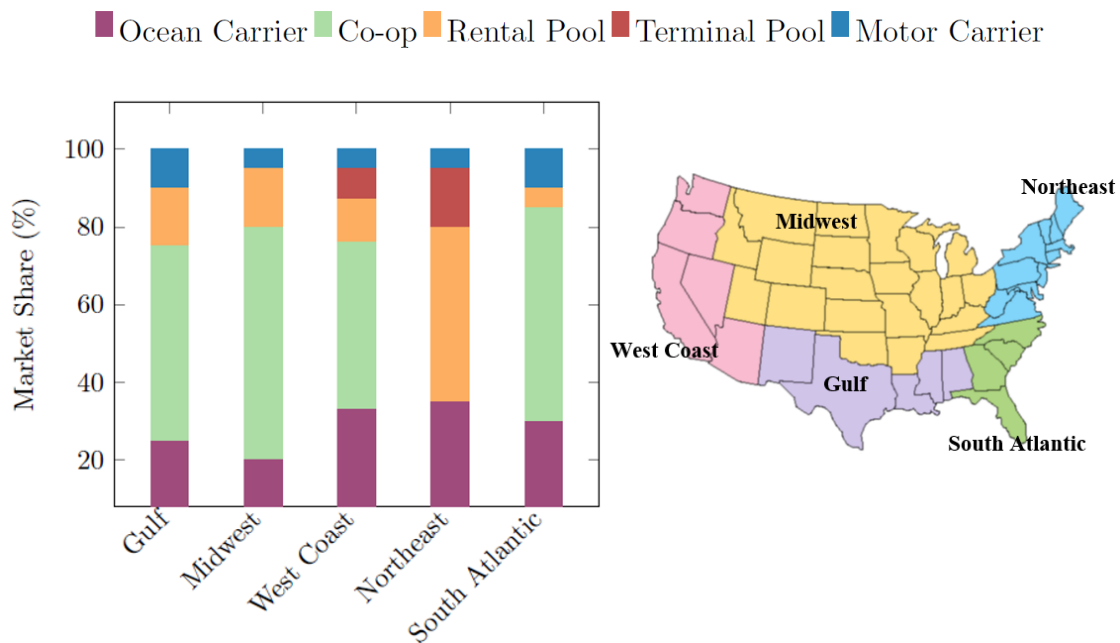 Ocean Carrier Co-op Rental Pool Terminal Pool Motor Carrier
Market Share (%)
100
80
60
40
20
Gulf
Midwest
West Coast
Northeast
South Atlantic
Northeast
Midwest
West Coast
Gulf
South Atlantic